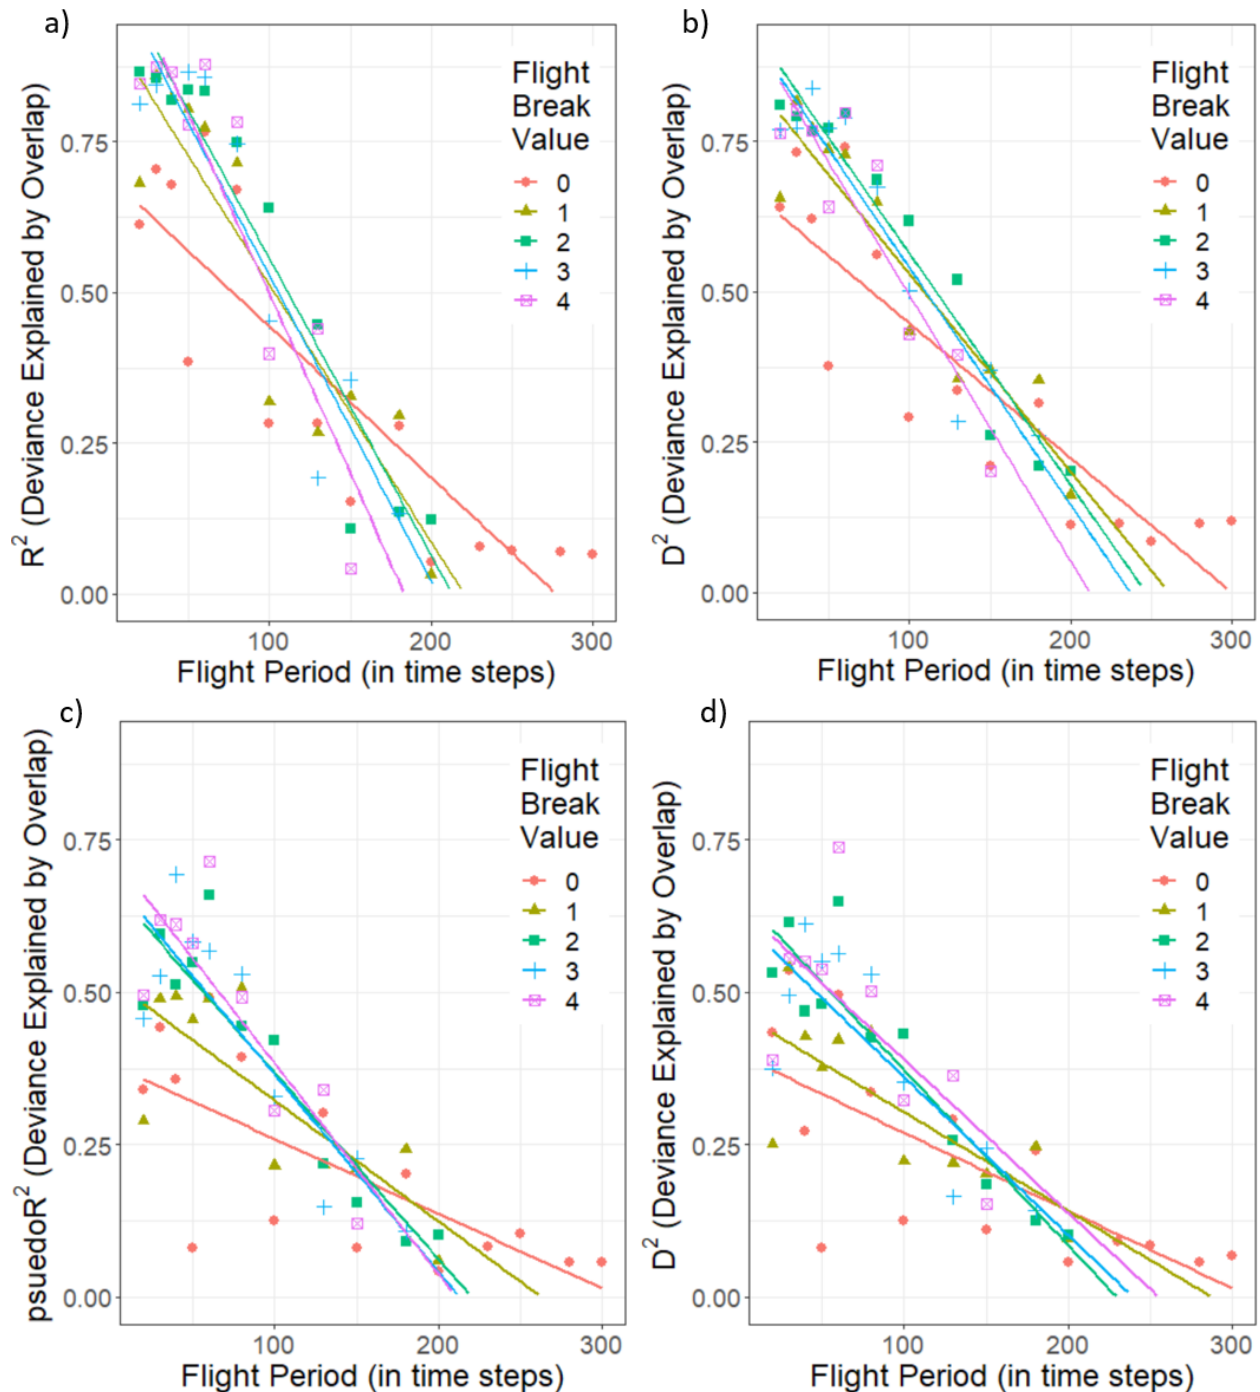 a)
R² (Deviance Explained by Overlap)
0.75
0.50
0.25
0.00
100
200
300
Flight Period (in time steps)
Flight
Break
Value
0
1
2
3
4
b)
D² (Deviance Explained by Overlap)
0.75
0.50
0.25
0.00
100
200
300
Flight Period (in time steps)
Flight
Break
Value
0
1
2
3
4
c)
psuedoR² (Deviance Explained by Overlap)
0.75
0.50
0.25
0.00
100
200
300
Flight Period (in time steps)
Flight
Break
Value
0
1
2
3
4
d)
D² (Deviance Explained by Overlap)
0.75
0.50
0.25
0.00
100
200
300
Flight Period (in time steps)
Flight
Break
Value
0
1
2
3
4